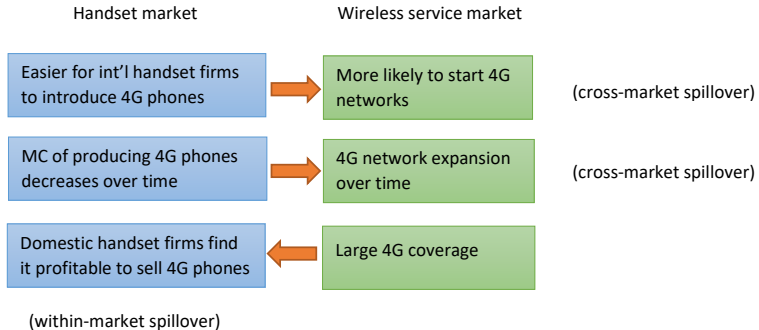 Handset market
Wireless service market
Easier for int'l handset firms
to introduce 4G phones
More likely to start 4G
networks
(cross-market spillover)
MC of producing 4G phones
decreases over time
4G network expansion
over time
(cross-market spillover)
Domestic handset firms find
it profitable to sell 4G phones
Large 4G coverage
(within-market spillover)